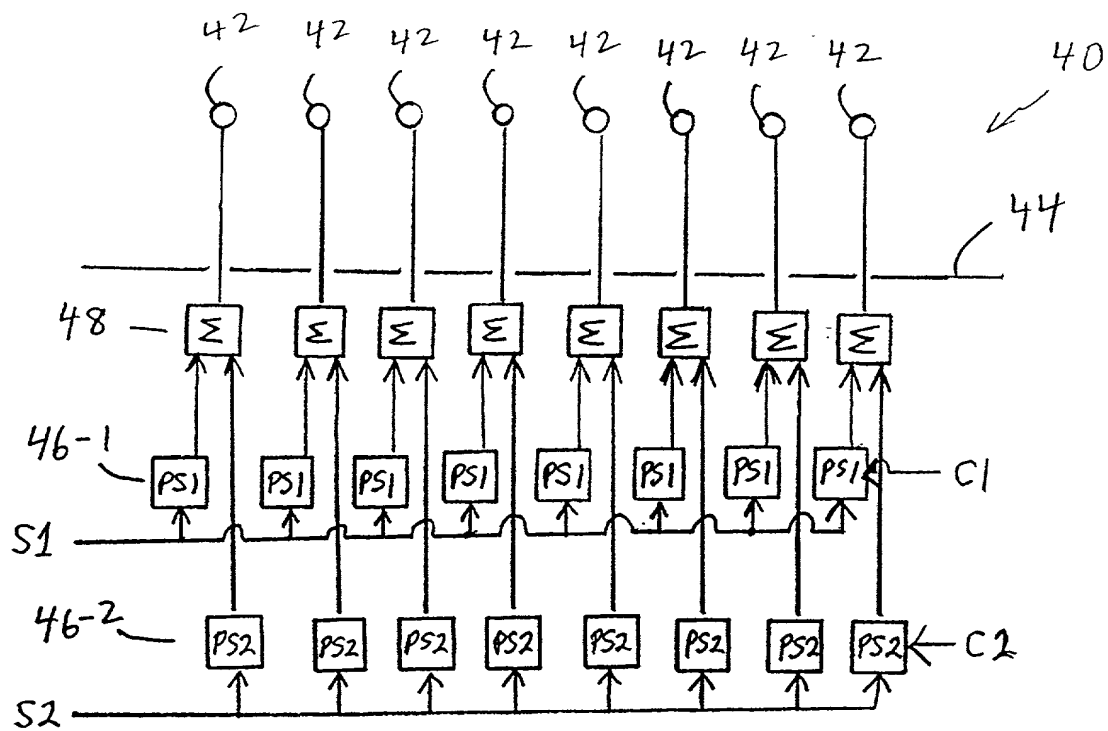 42 42 42 42 42 42 42 42
40
44
48 Σ Σ Σ Σ Σ Σ Σ Σ
46-1 PS1 PS1 PS1 PS1 PS1 PS1 PS1 PS1 C1
S1
46-2 PS2 PS2 PS2 PS2 PS2 PS2 PS2 PS2 C2
S2